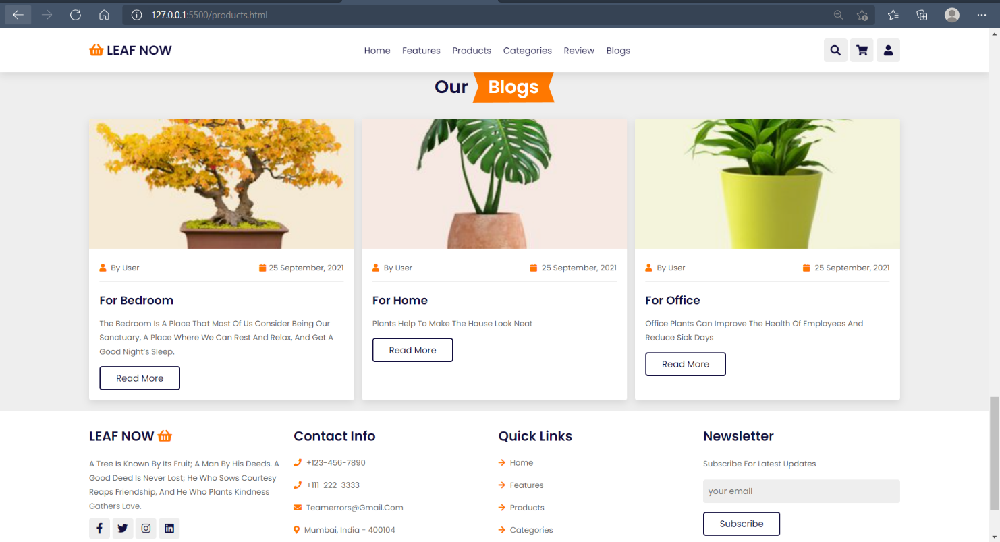 127.0.0.1:5500/products.html
LEAF NOW
Home Features Products Categories Review Blogs
Our Blogs
By User 25 September, 2021
For Bedroom
The Bedroom Is A Place That Most Of Us Consider Being Our
Sanctuary, A Place Where We Can Rest And Relax, And Get A
Good Night's Sleep.
Read More
By User 25 September, 2021
For Home
Plants Help To Make The House Look Neat
Read More
By User 25 September, 2021
For Office
Office Plants Can Improve The Health Of Employees And
Reduce Sick Days
Read More
LEAF NOW
A Tree Is Known By Its Fruit; A Man By His Deeds. A
Good Deed Is Never Lost; He Who Sows Courtesy
Reaps Friendship, And He Who Plants Kindness
Gathers Love.
Contact Info
+123-456-7890
+111-222-3333
Teamerrors@Gmail.Com
Mumbai, India - 400104
Quick Links
Home
Features
Products
Categories
Newsletter
Subscribe For Latest Updates
your email
Subscribe